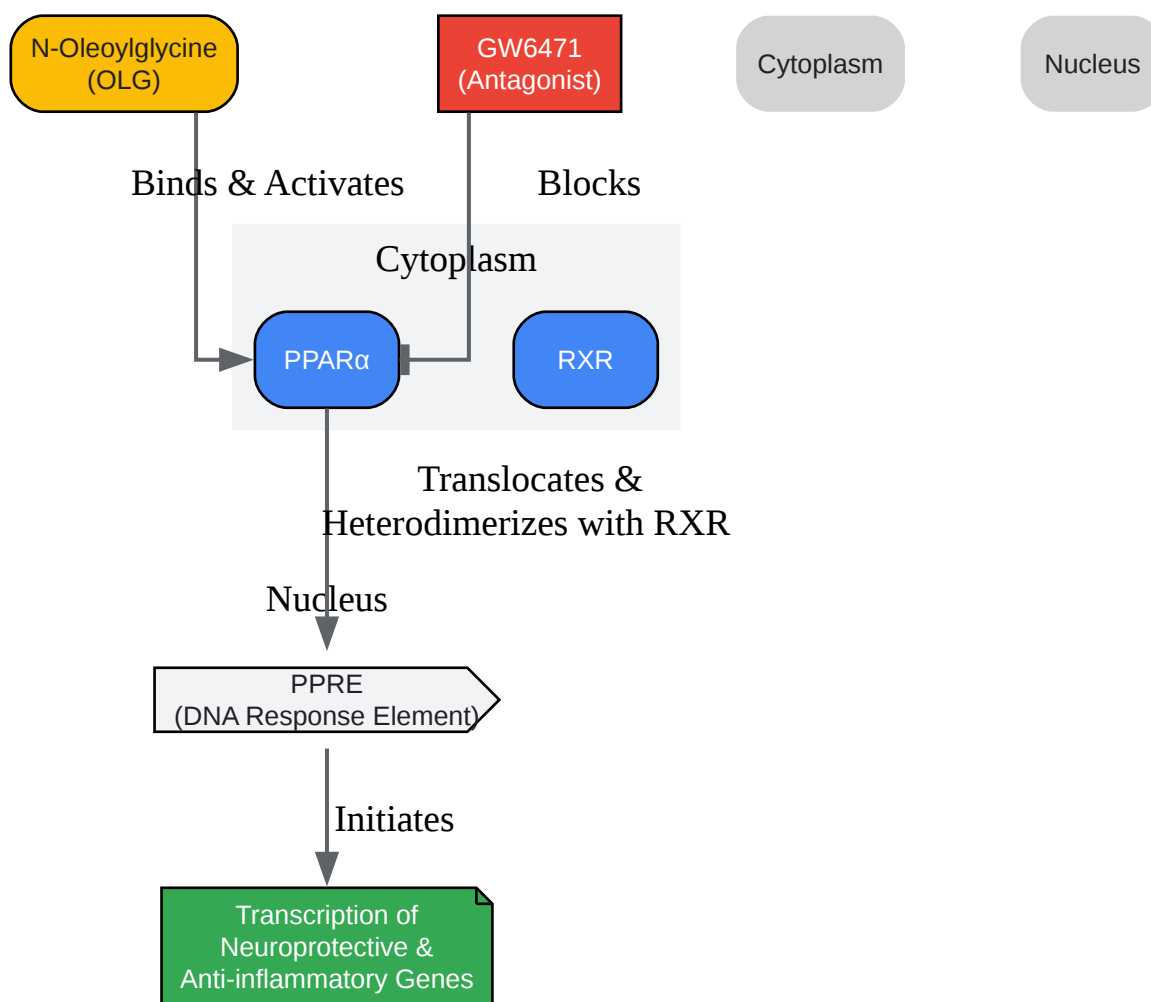 N-Oleoylglycine
(OLG)
GW6471
(Antagonist)
Cytoplasm
Nucleus
Binds & Activates
Blocks
Cytoplasm
PPARα
RXR
Translocates &
Heterodimerizes with RXR
Nucleus
PPRE
(DNA Response Element)
Initiates
Transcription of
Neuroprotective &
Anti-inflammatory Genes